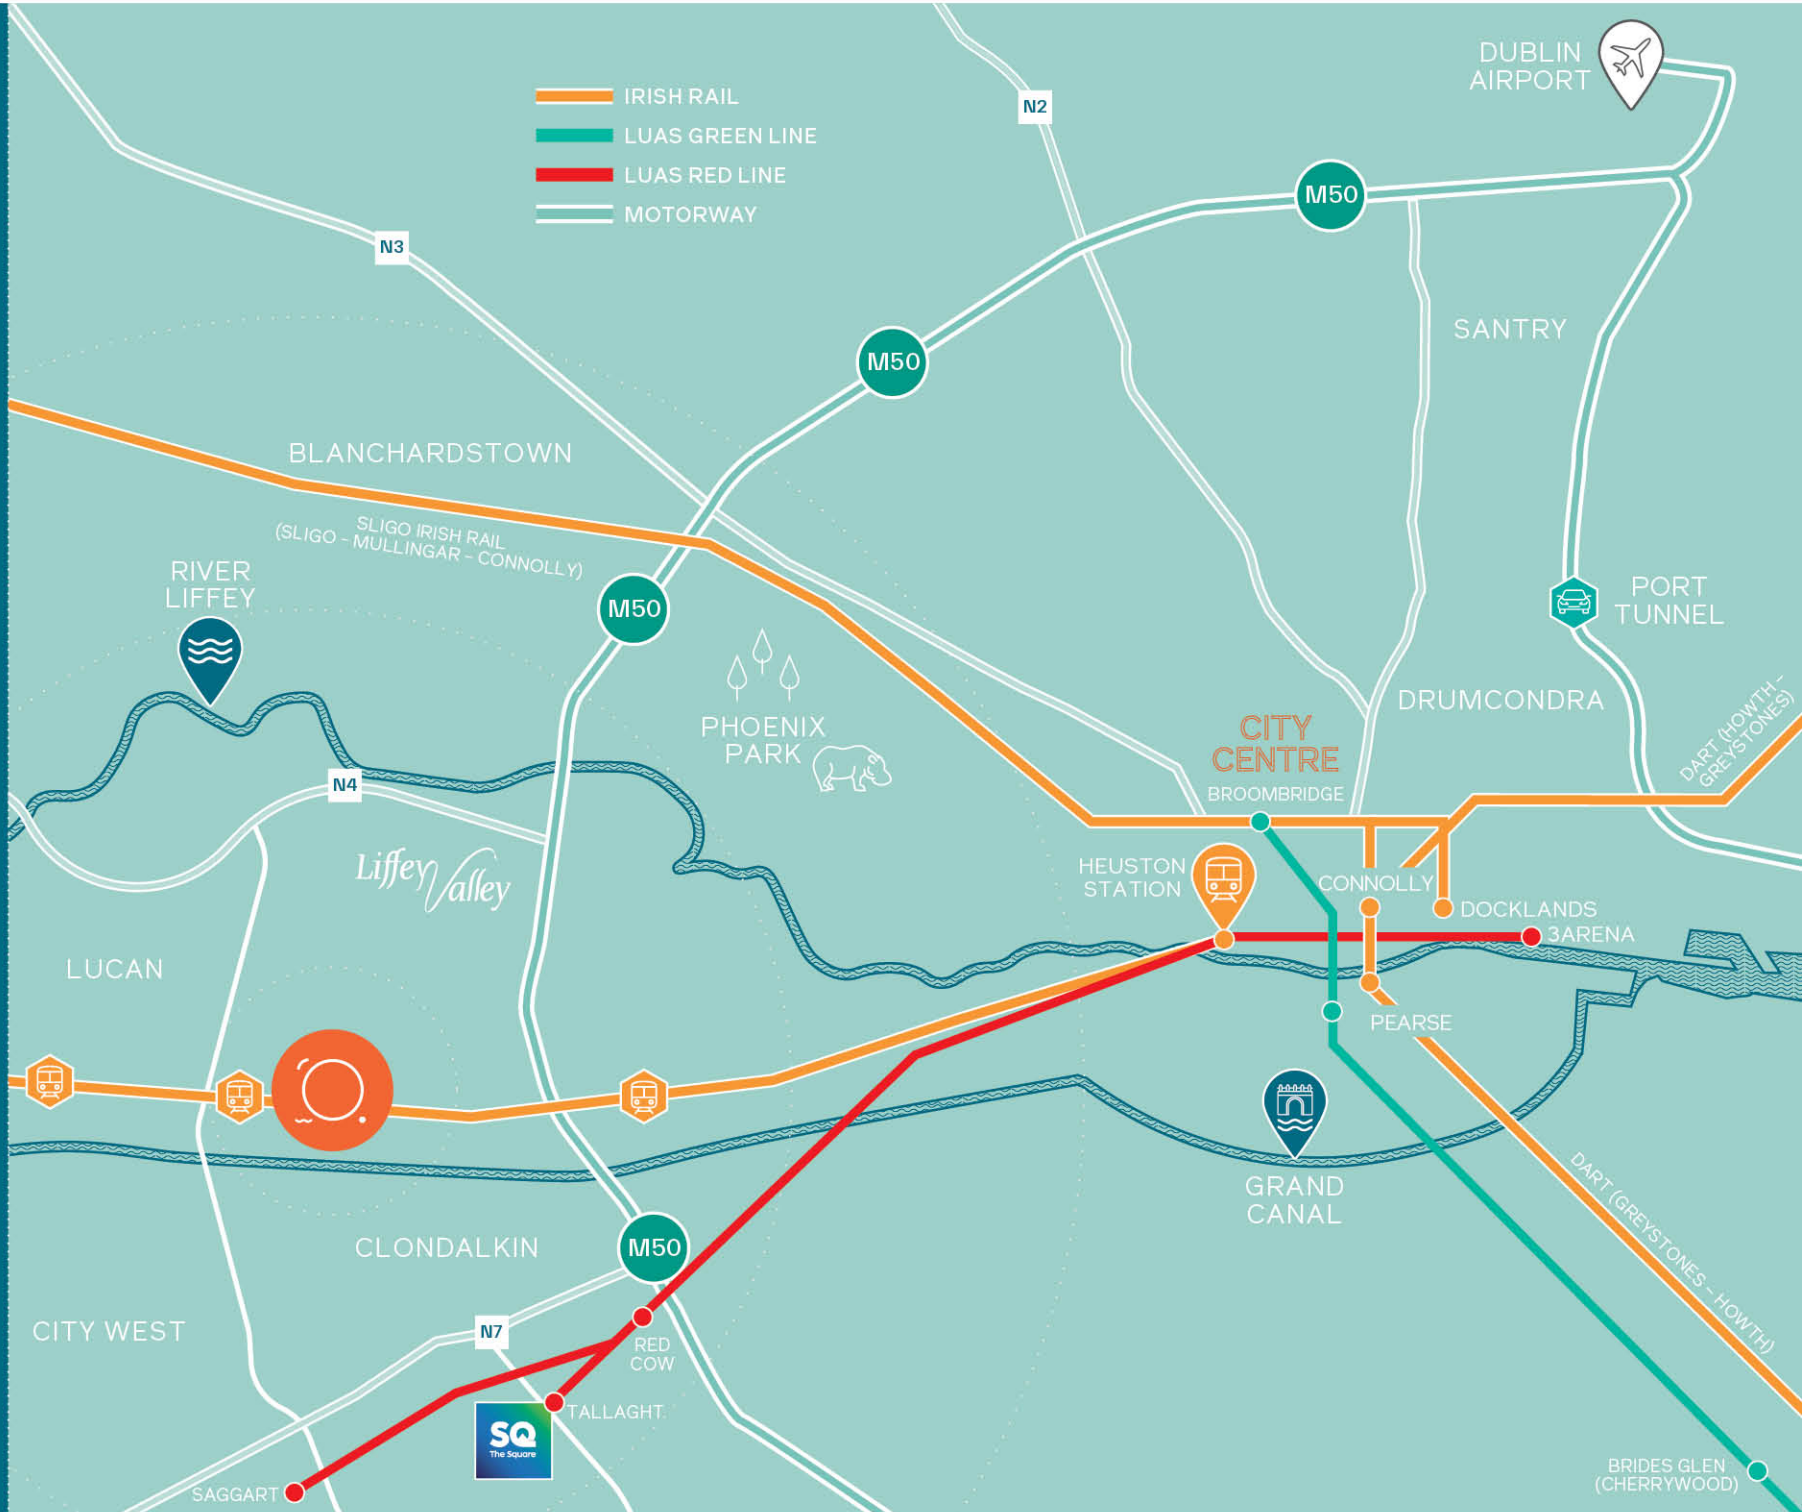 DUBLIN
AIRPORT
IRISH RAIL
LUAS GREEN LINE
LUAS RED LINE
MOTORWAY
N2
M50
N3
SANTRY
M50
BLANCHARDSTOWN
SLIGO IRISH RAIL
(SLIGO – MULLINGAR – CONNOLLY)
RIVER
LIFFEY
M50
PORT
TUNNEL
PHOENIX
PARK
DRUMCONDRA
DART (HOWTH –
GREYSTONES)
CITY
CENTRE
BROOMBRIDGE
N4
Liffey Valley
HEUSTON
STATION
CONNOLLY
DOCKLANDS
3ARENA
LUCAN
PEARSE
GRAND
CANAL
DART (GREYSTONES – HOWTH)
CLONDALKIN
M50
CITY WEST
N7
RED
COW
TALLAGHT
SQ
The Square
SAGGART
BRIDES GLEN
(CHERRYWOOD)